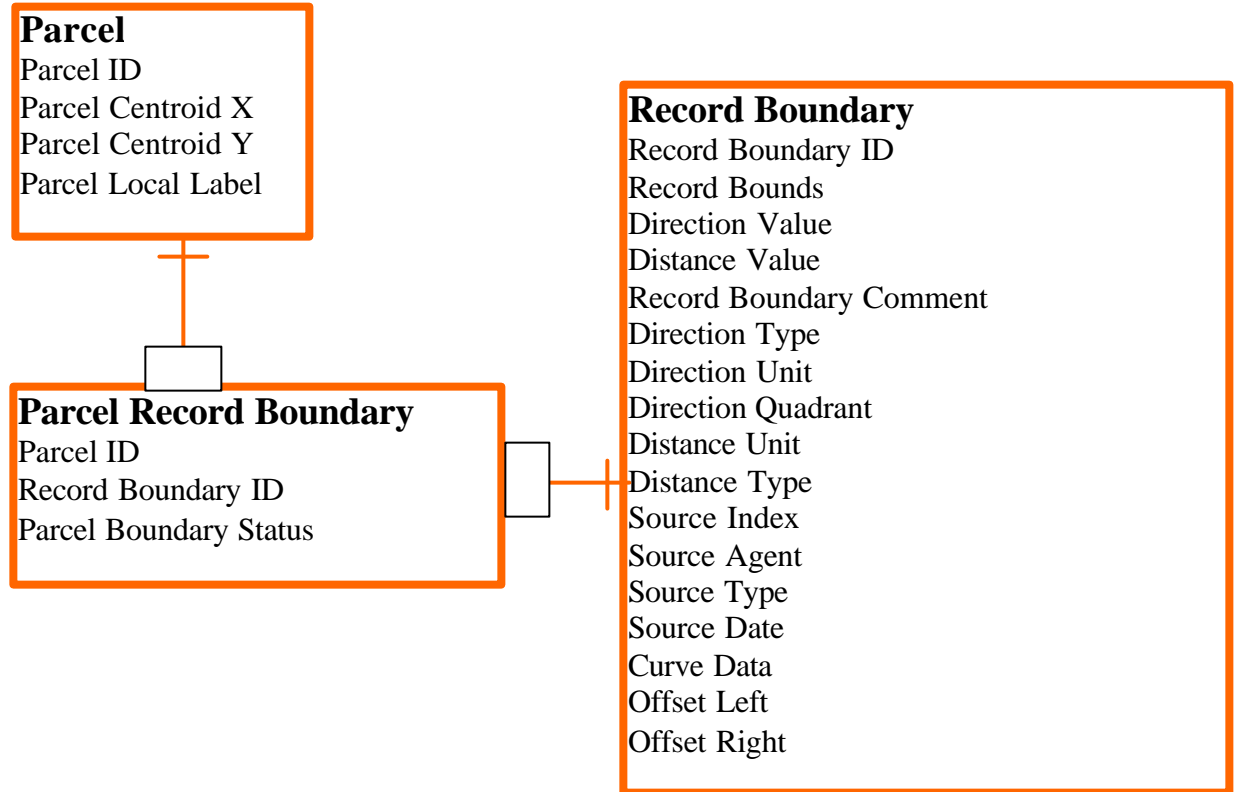 Parcel
Parcel ID
Parcel Centroid X
Parcel Centroid Y
Parcel Local Label
Parcel Record Boundary
Parcel ID
Record Boundary ID
Parcel Boundary Status
Record Boundary
Record Boundary ID
Record Bounds
Direction Value
Distance Value
Record Boundary Comment
Direction Type
Direction Unit
Direction Quadrant
Distance Unit
Distance Type
Source Index
Source Agent
Source Type
Source Date
Curve Data
Offset Left
Offset Right